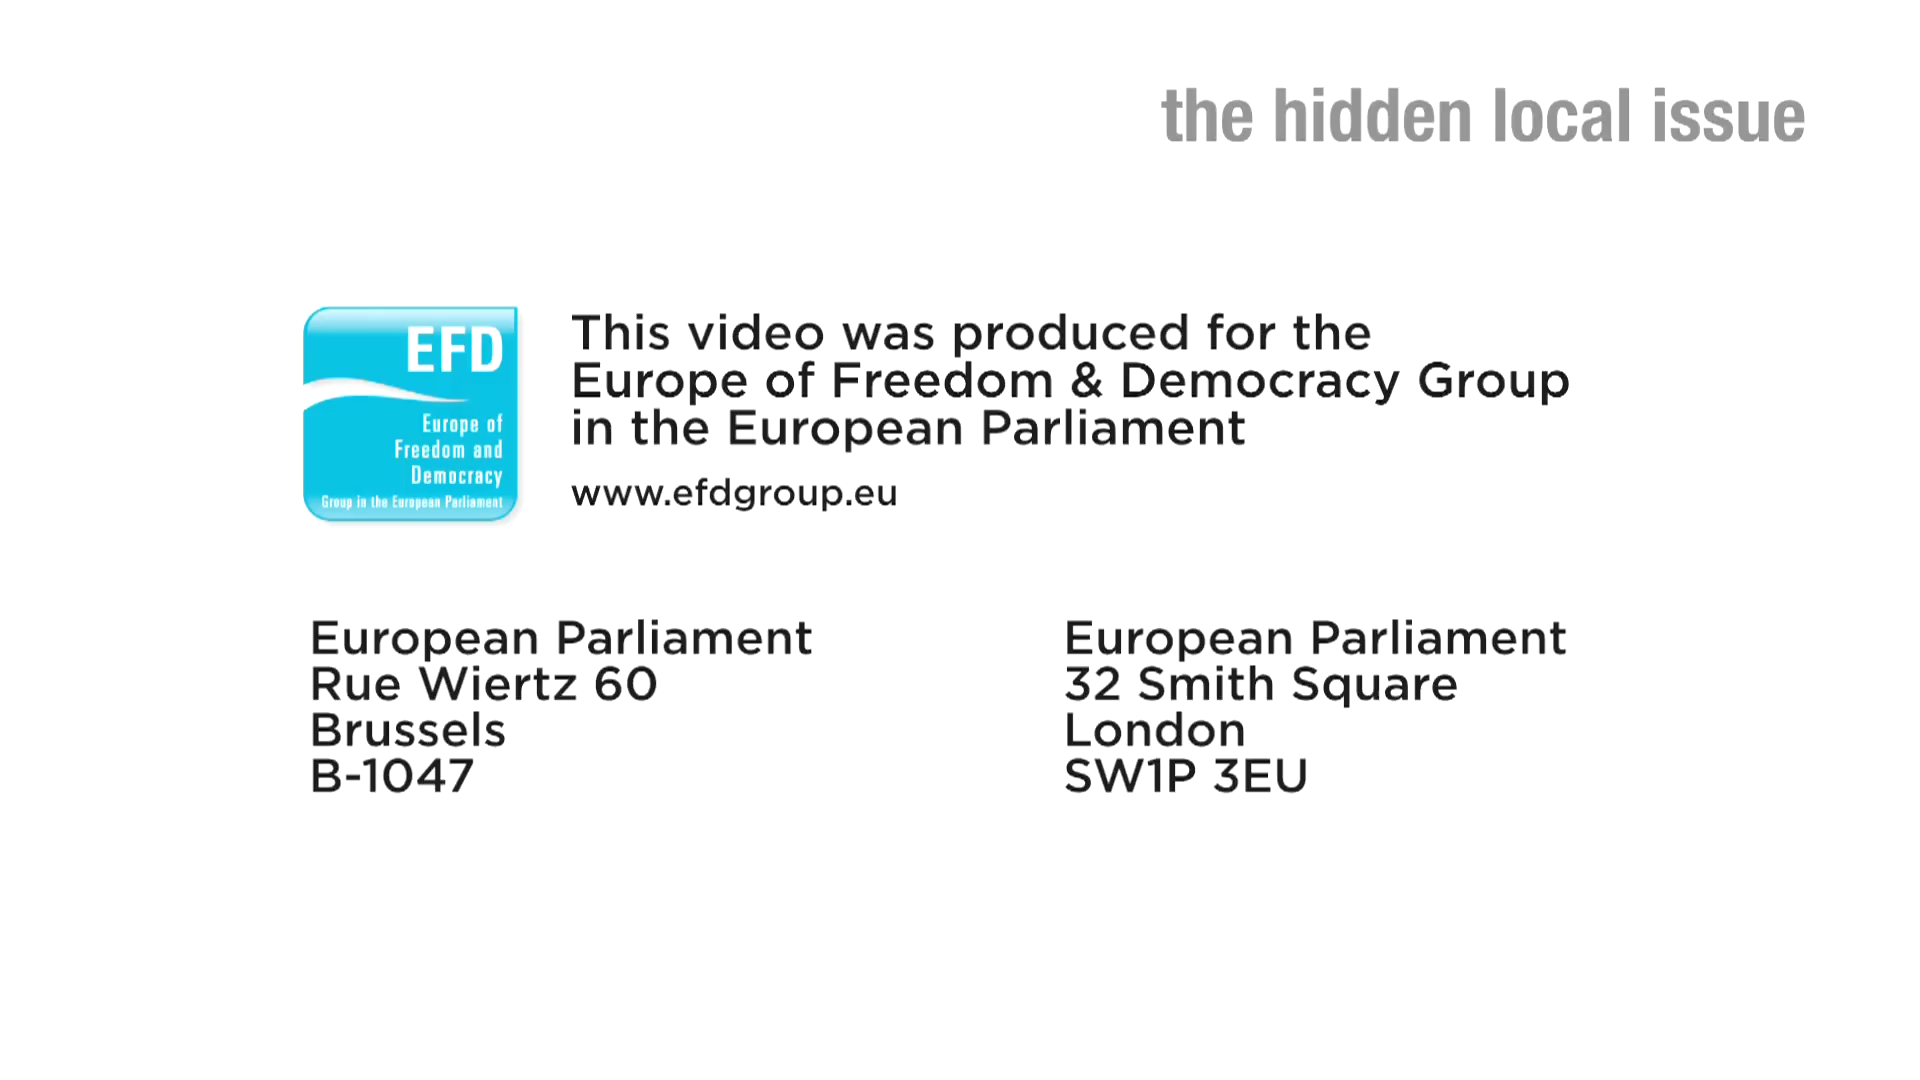 the hidden local issue
EFD
Europe of
Freedom and
Democracy
Group in the European Parliament
This video was produced for the
Europe of Freedom & Democracy Group
in the European Parliament
www.efdgroup.eu
European Parliament
Rue Wiertz 60
Brussels
B-1047
European Parliament
32 Smith Square
London
SW1P 3EU